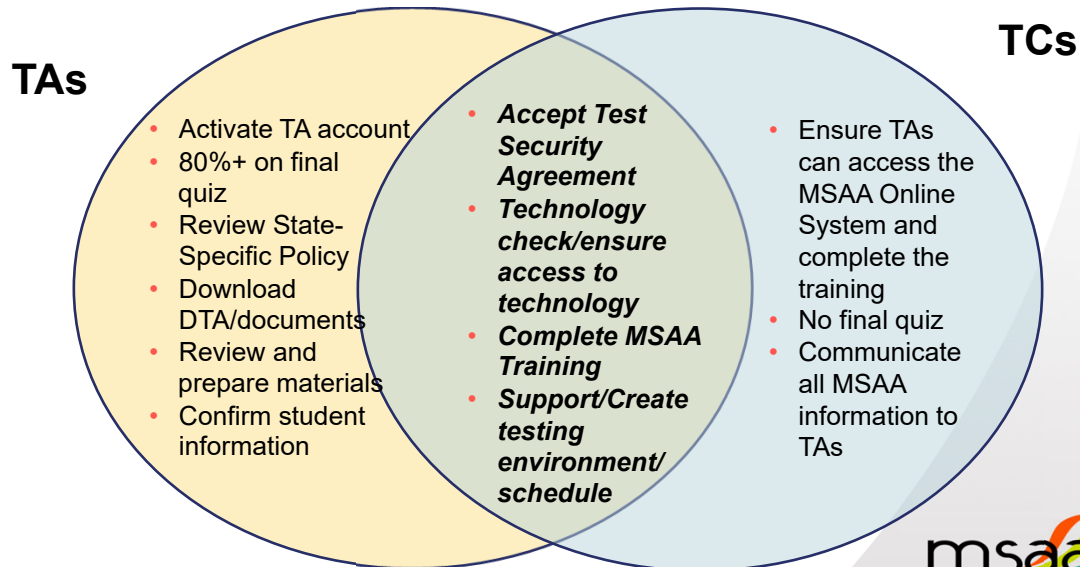 TAs
TCs
• Activate TA account
• 80%+ on final
quiz
• Review State-
Specific Policy
• Download
DTA/documents
• Review and
prepare materials
• Confirm student
information
• Accept Test
Security
Agreement
• Technology
check/ensure
access to
technology
• Complete MSAA
Training
• Support/Create
testing
environment/
schedule
• Ensure TAs
can access the
MSAA Online
System and
complete the
training
• No final quiz
• Communicate
all MSAA
information to
TAs
msaa